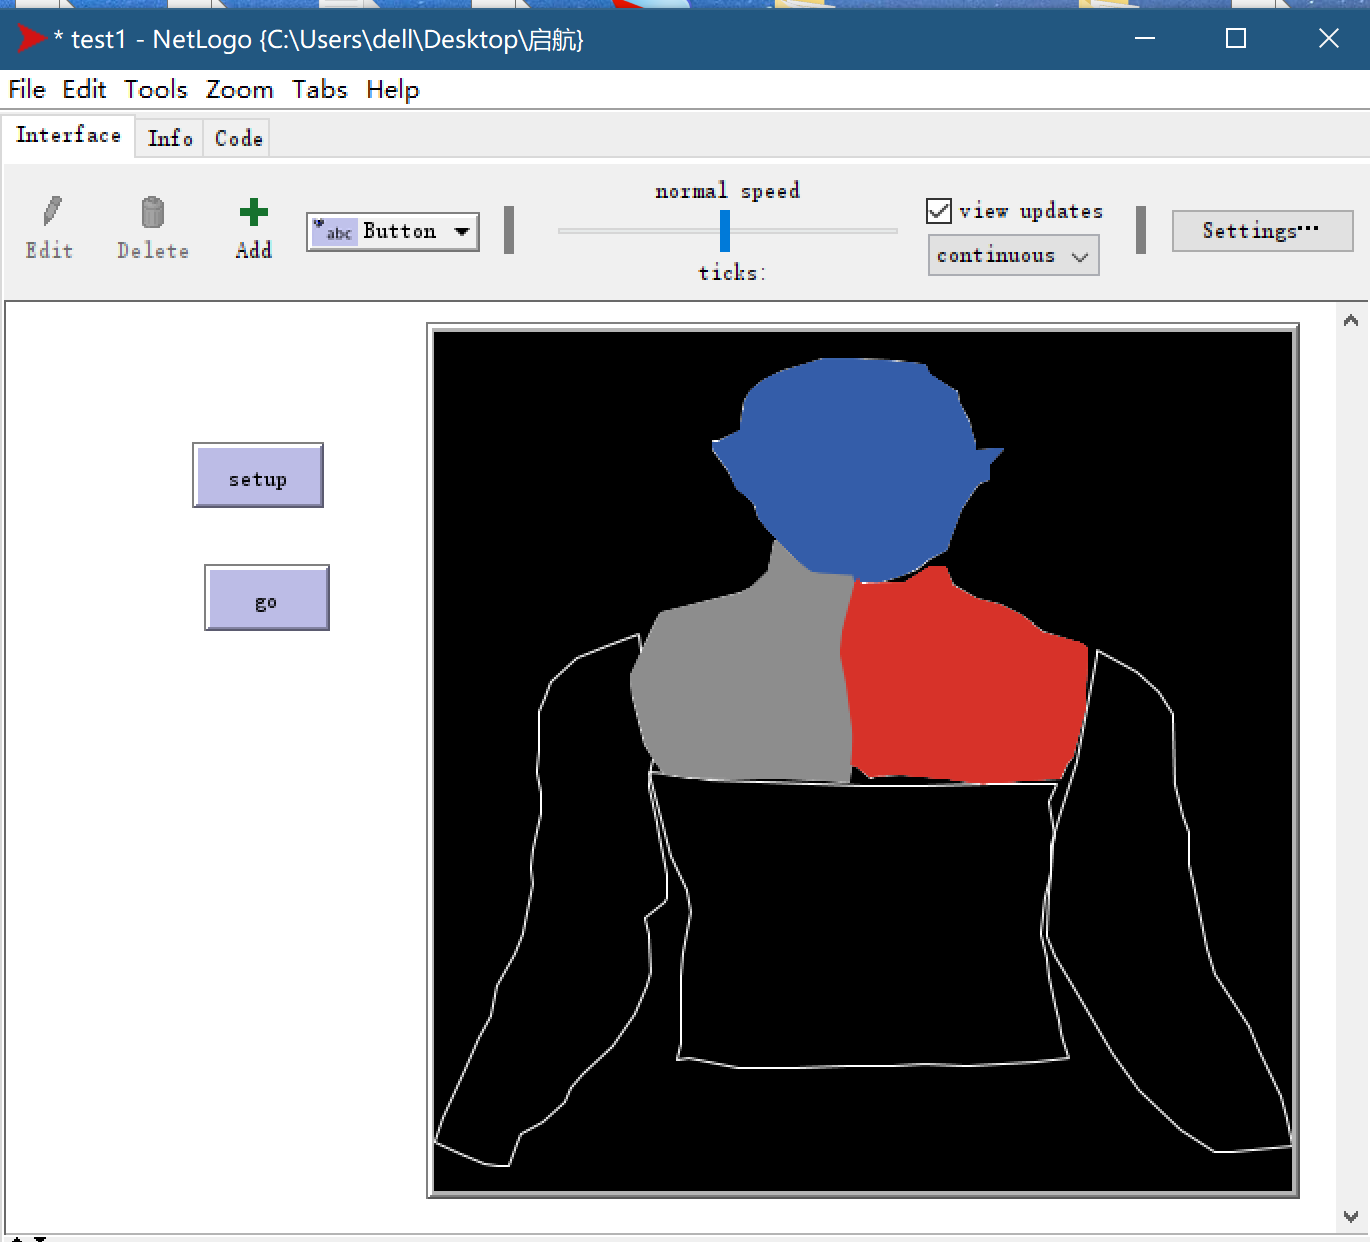 * test1 - NetLogo {C:\Users\dell\Desktop\启航}
File Edit Tools Zoom Tabs Help
Interface Info Code
normal speed
Edit Delete Add abc Button ticks: view updates continuous Settings...
setup
go